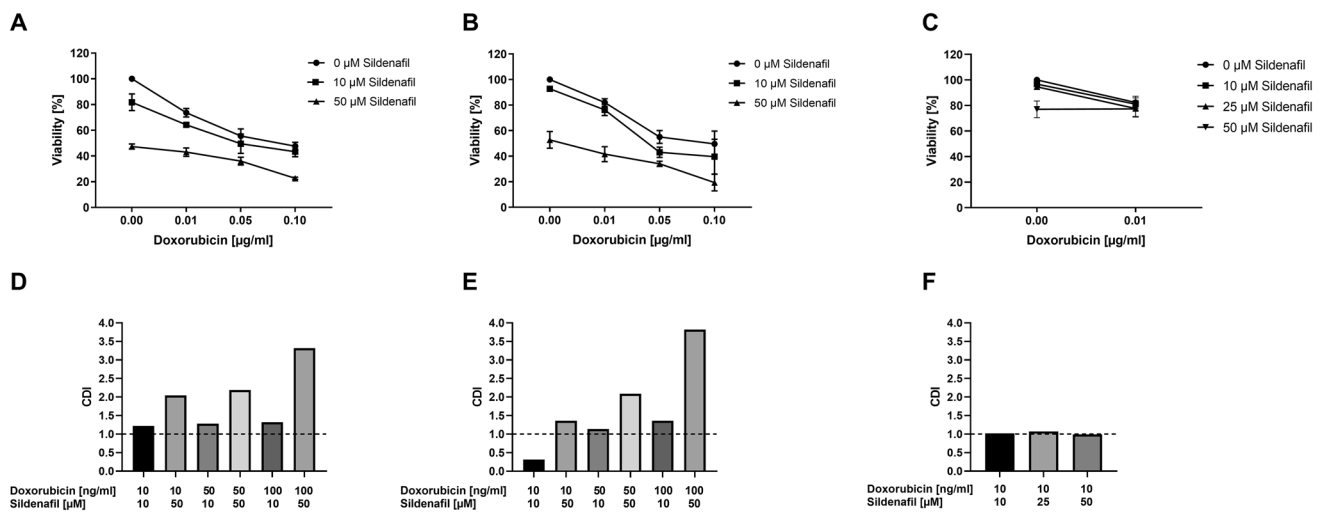 A
120
100
80
60
40
20
0
Viability [%]
0.00 0.01 0.05 0.10
Doxorubicin [µg/ml]
0 µM Sildenafil
10 µM Sildenafil
50 µM Sildenafil
B
120
100
80
60
40
20
0
Viability [%]
0.00 0.01 0.05 0.10
Doxorubicin [µg/ml]
0 µM Sildenafil
10 µM Sildenafil
50 µM Sildenafil
C
120
100
80
60
40
20
0
Viability [%]
0.00 0.01
Doxorubicin [µg/ml]
0 µM Sildenafil
10 µM Sildenafil
25 µM Sildenafil
50 µM Sildenafil
D
4.0
3.5
3.0
2.5
2.0
1.5
1.0
0.5
0.0
CDI
Doxorubicin [ng/ml] 10 10 50 50 100 100
Sildenafil [µM] 10 50 10 50 10 50
E
4.0
3.5
3.0
2.5
2.0
1.5
1.0
0.5
0.0
CDI
Doxorubicin [ng/ml] 10 10 50 50 100 100
Sildenafil [µM] 10 50 10 50 10 50
F
4.0
3.5
3.0
2.5
2.0
1.5
1.0
0.5
0.0
CDI
Doxorubicin [ng/ml] 10 10 10
Sildenafil [µM] 10 25 50